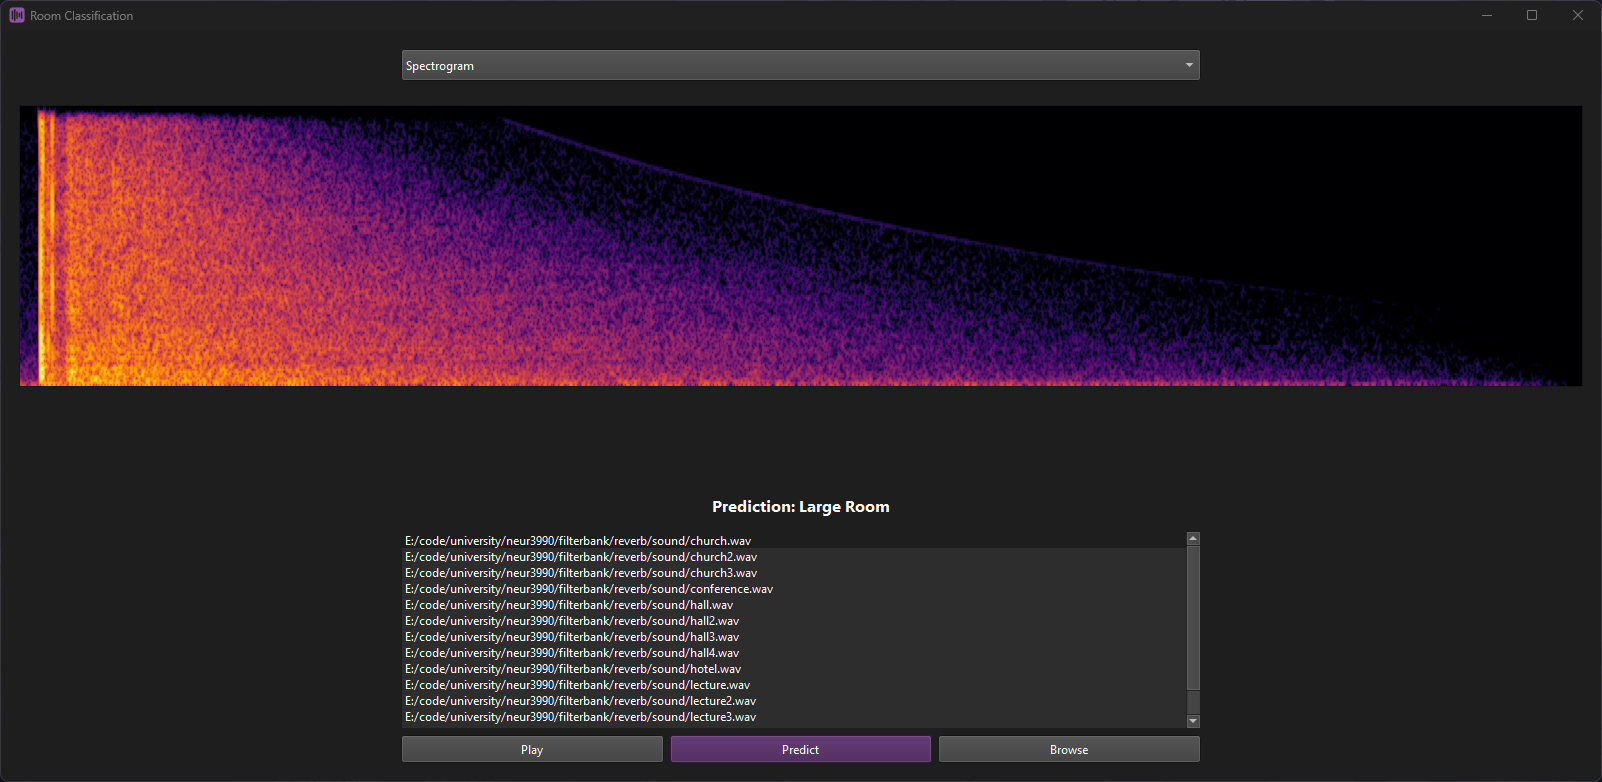 Room Classification
Spectrogram
Prediction: Large Room
E:/code/university/neur3990/filterbank/reverb/sound/church.wav
E:/code/university/neur3990/filterbank/reverb/sound/church2.wav
E:/code/university/neur3990/filterbank/reverb/sound/church3.wav
E:/code/university/neur3990/filterbank/reverb/sound/conference.wav
E:/code/university/neur3990/filterbank/reverb/sound/hall.wav
E:/code/university/neur3990/filterbank/reverb/sound/hall2.wav
E:/code/university/neur3990/filterbank/reverb/sound/hall3.wav
E:/code/university/neur3990/filterbank/reverb/sound/hall4.wav
E:/code/university/neur3990/filterbank/reverb/sound/hotel.wav
E:/code/university/neur3990/filterbank/reverb/sound/lecture.wav
E:/code/university/neur3990/filterbank/reverb/sound/lecture2.wav
E:/code/university/neur3990/filterbank/reverb/sound/lecture3.wav
Play
Predict
Browse